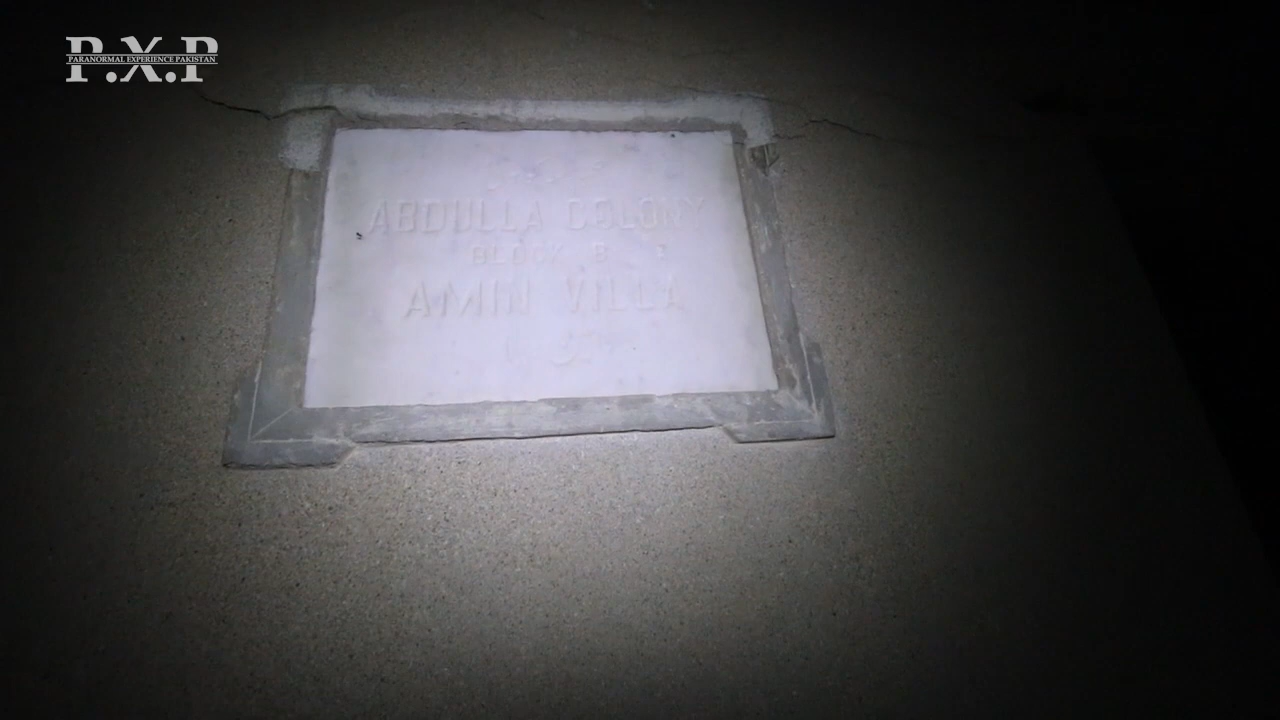 P.X.P
PARANORMAL EXPERIENCE PAKISTAN
ABDULLA COLONY
BLOCK B
AMIN VILLA